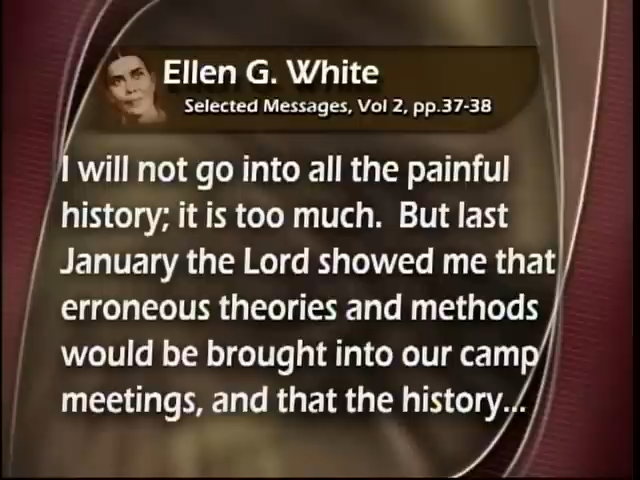 Ellen G. White
Selected Messages, Vol 2, pp.37-38
I will not go into all the painful
history; it is too much. But last
January the Lord showed me that
erroneous theories and methods
would be brought into our camp
meetings, and that the history...